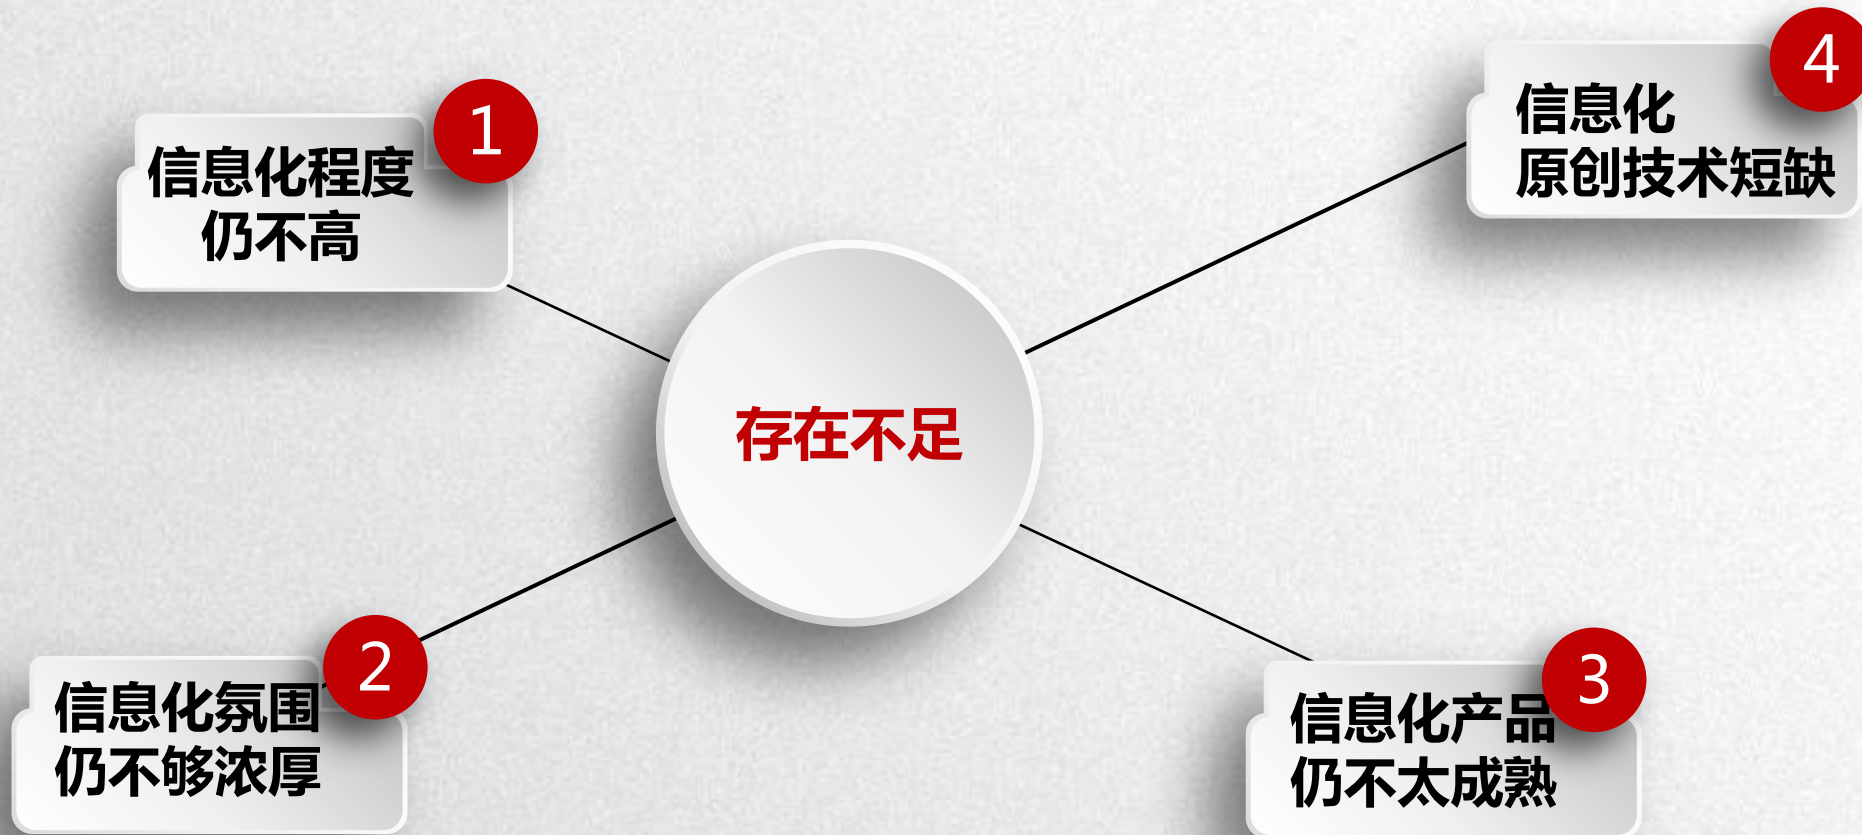 1
信息化程度
仍不高
2
信息化氛围
仍不够浓厚
存在不足
3
信息化产品
仍不太成熟
4
信息化
原创技术短缺